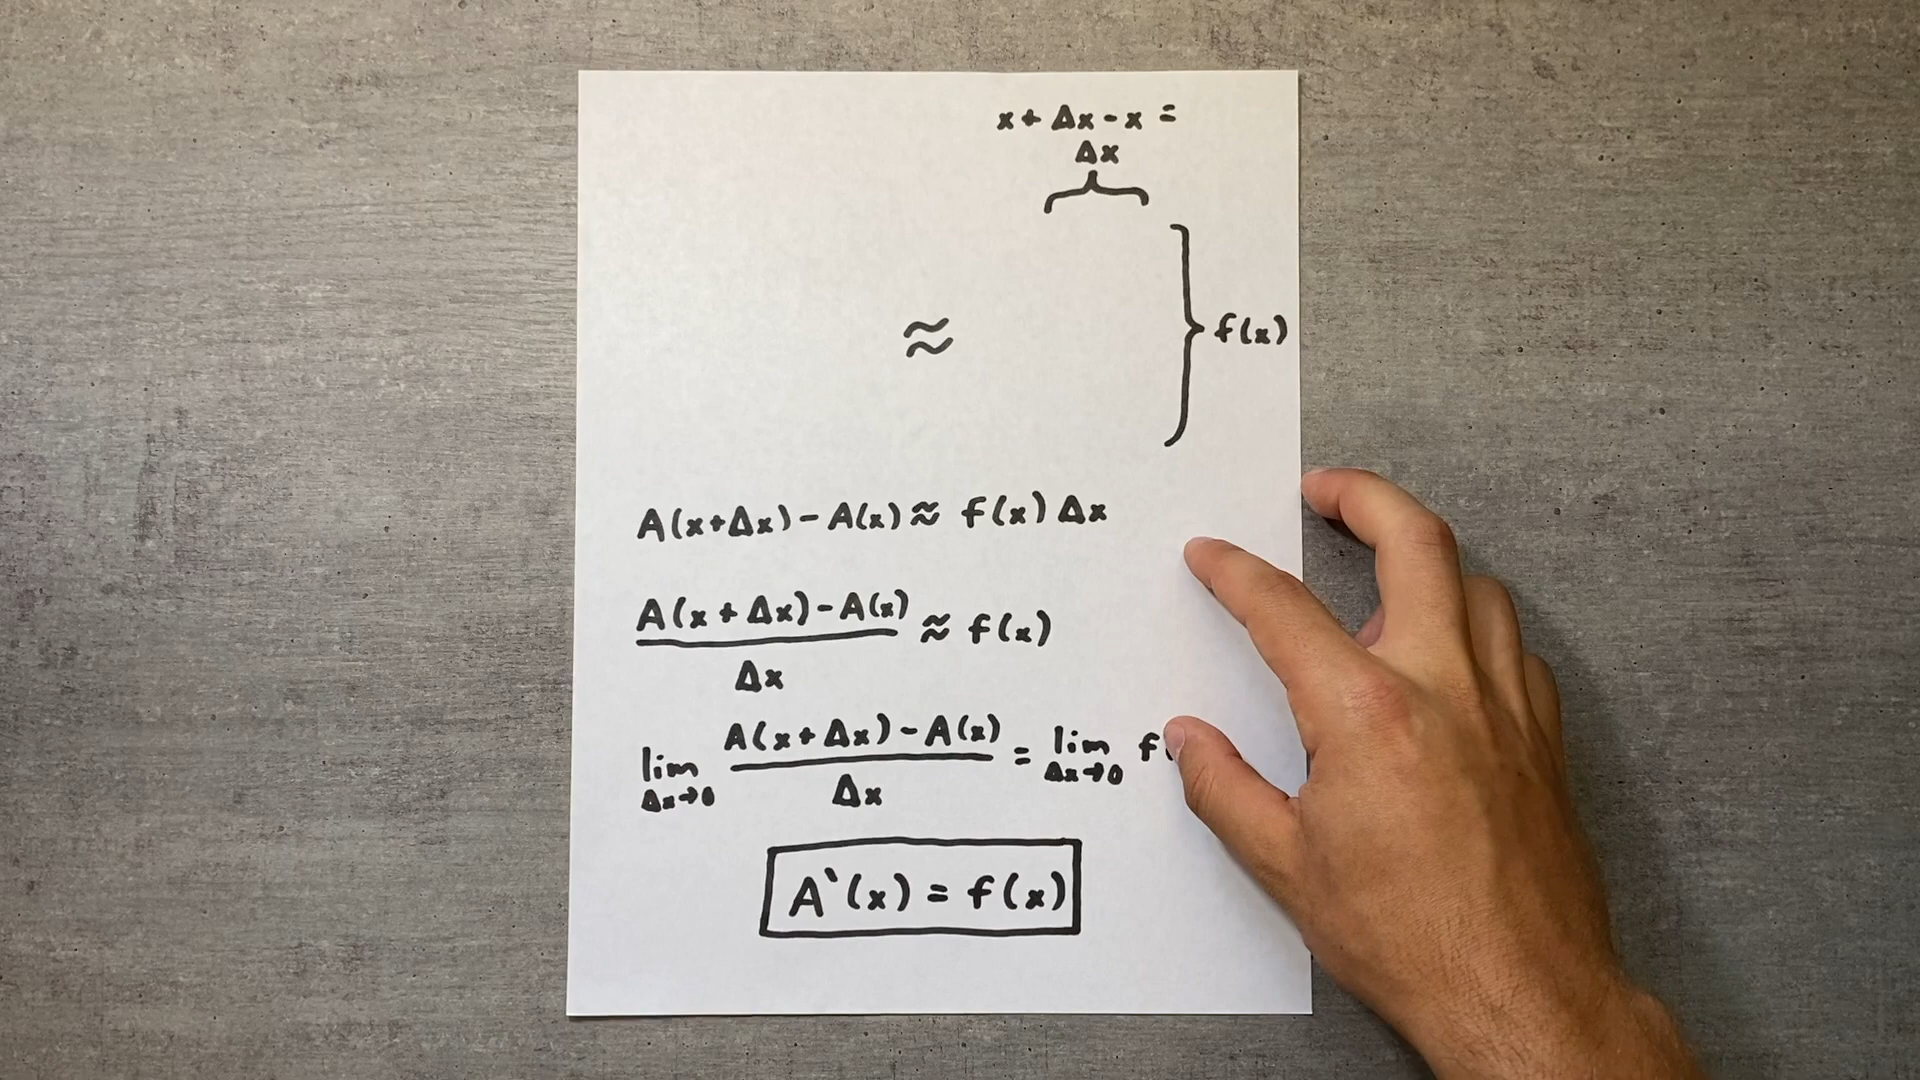 x + Δx - x =
Δx
≈ f(x)
A(x+Δx) - A(x) ≈ f(x) Δx
A(x + Δx) - A(x)
≈ f(x)
Δx
lim Δx→0 A(x + Δx) - A(x) / Δx = lim Δx→0 f(
A`(x) = f(x)